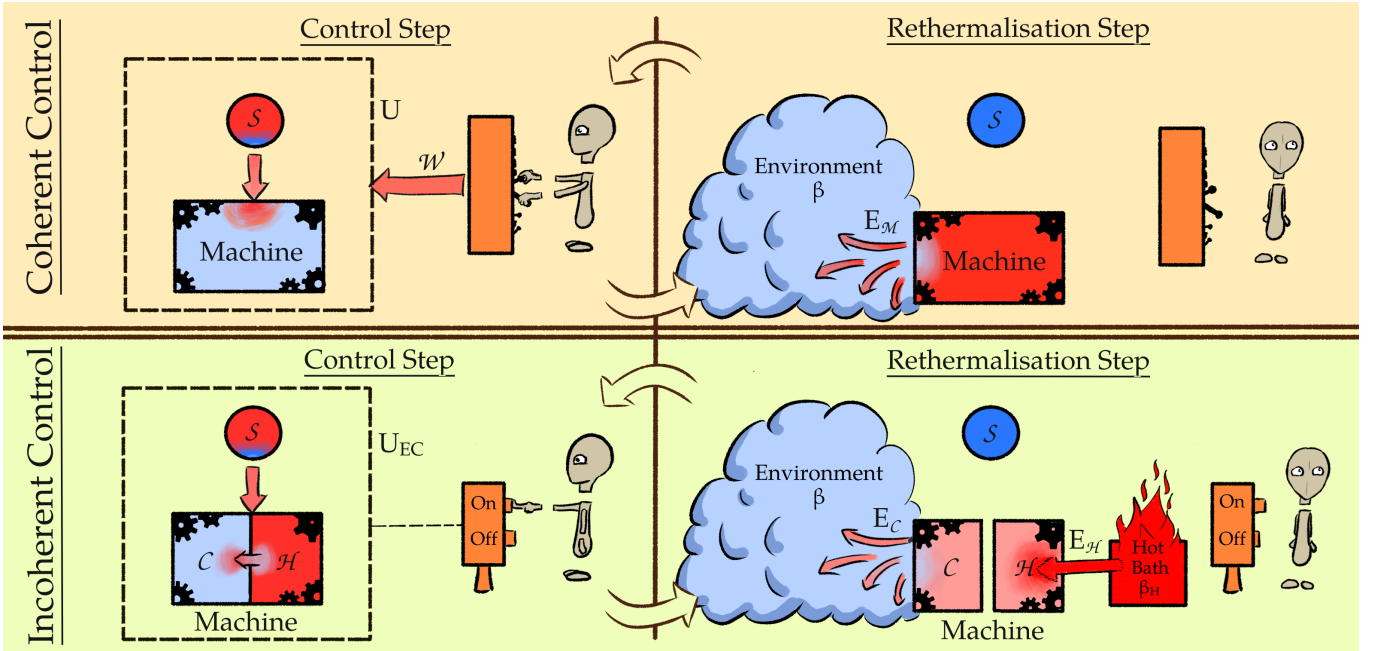 Coherent Control
Control Step
S
U
W
Machine
Rethermalisation Step
Environment
β
S
E_M
Machine
Incoherent Control
Control Step
S
U_EC
On
Off
C H
Machine
Rethermalisation Step
Environment
β
S
E_C
C H
E_H
Hot
Bath
β_H
On
Off
Machine